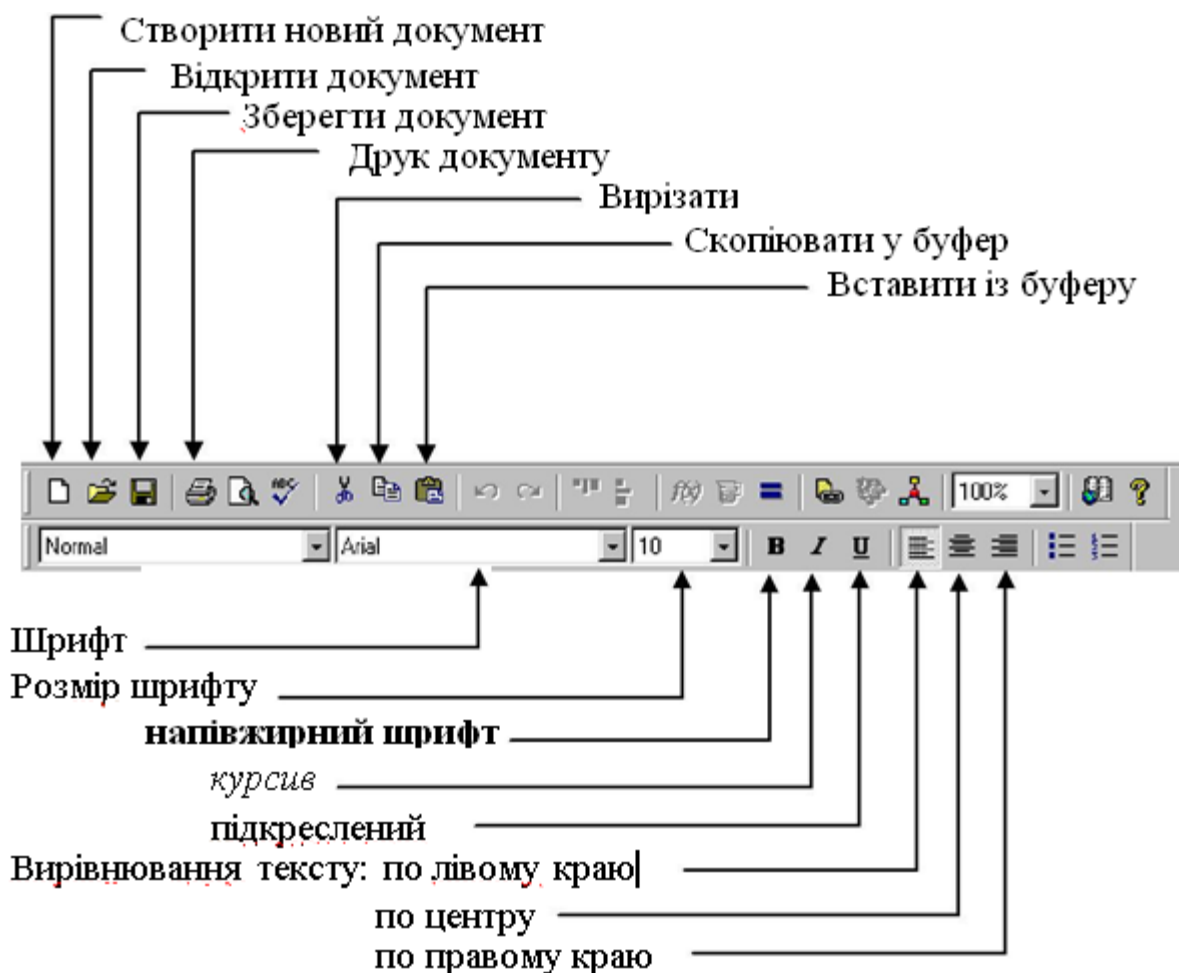 Створити новий документ
Відкрити документ
Зберегти документ
Друк документу
Вирізати
Скопіювати у буфер
Вставити із буферу
ABC f(x) 100% ?
Normal Arial 10 B I U
Шрифт
Розмір шрифту
напівжирний шрифт
курсив
підкреслений
Вирівнювання тексту: по лівому краю
по центру
по правому краю